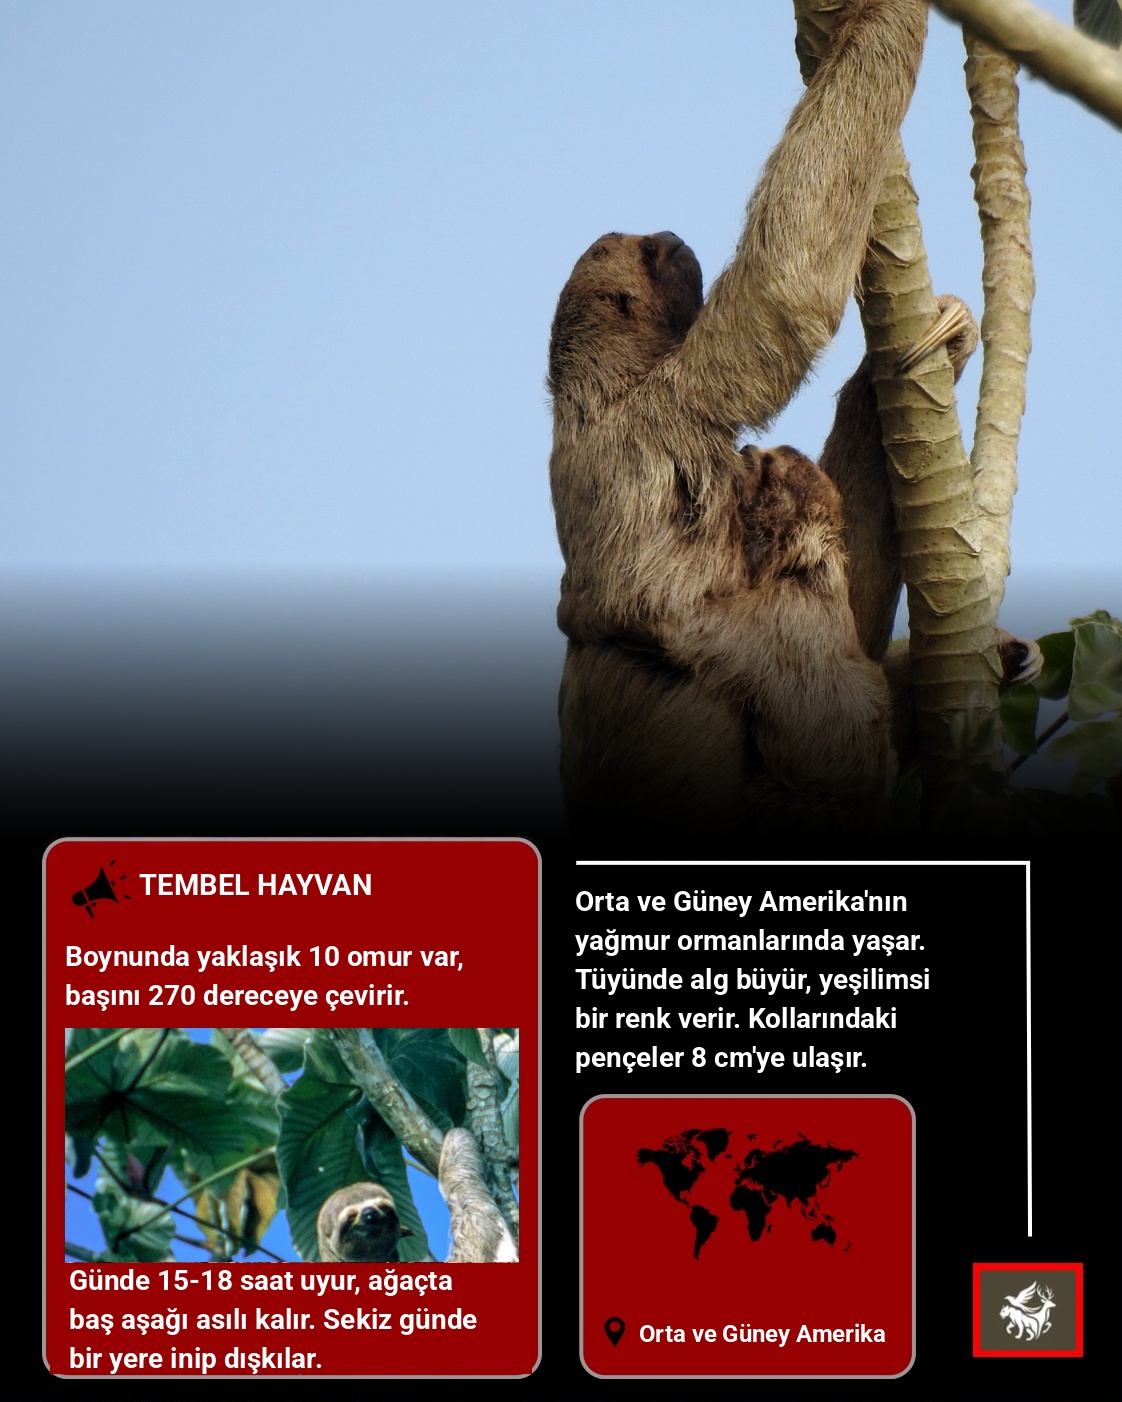 TEMBEL HAYVAN
Boynunda yaklaşık 10 omur var,
başını 270 dereceye çevirir.
Günde 15-18 saat uyur, ağaçta
baş aşağı asılı kalır. Sekiz günde
bir yere inip dışkılar.
Orta ve Güney Amerika'nın
yağmur ormanlarında yaşar.
Tüyünde alg büyür, yeşilimsi
bir renk verir. Kollarındaki
pençeler 8 cm'ye ulaşır.
Orta ve Güney Amerika